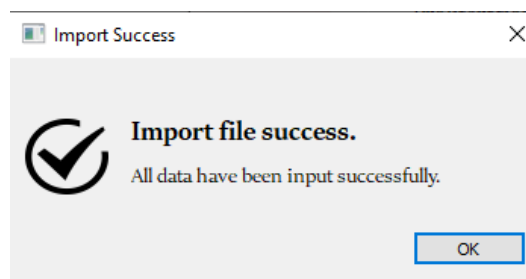 Import Success
Import file success.
All data have been input successfully.
OK